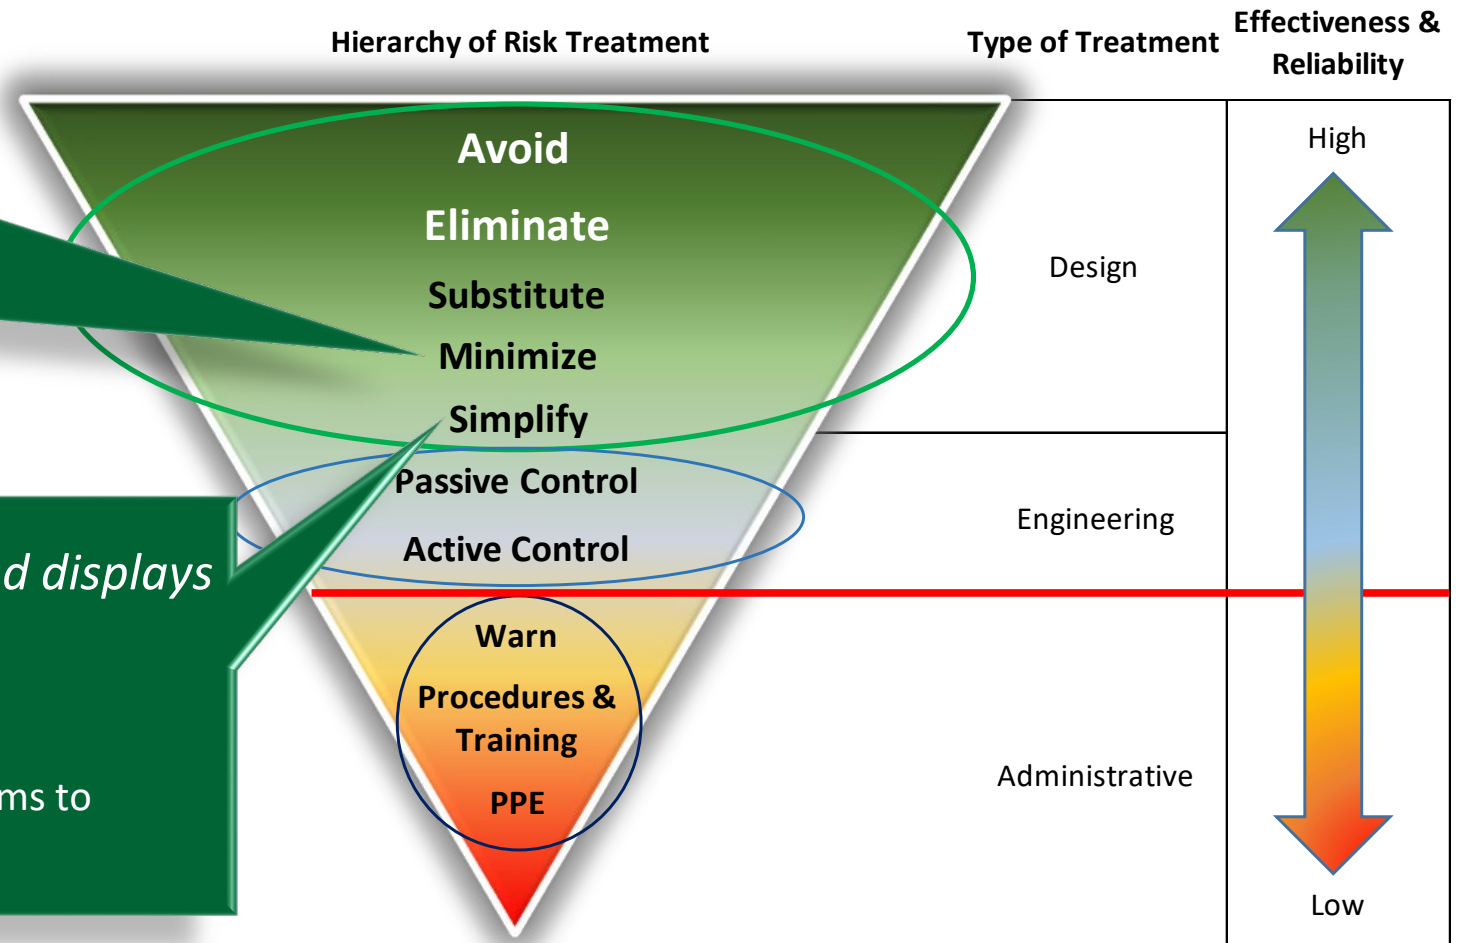 Hierarchy of Risk Treatment
Type of Treatment
Effectiveness &
Reliability
Avoid
Eliminate
Substitute
Minimize
Simplify
Passive Control
Active Control
Warn
Procedures &
Training
PPE
Design
Engineering
Administrative
High
Low
d displays
ms to